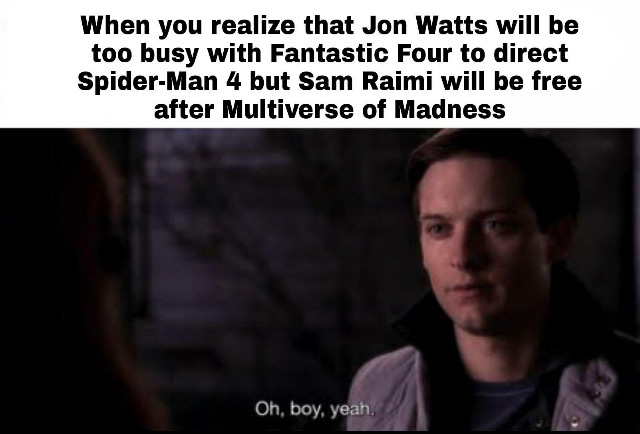 When you realize that Jon Watts will be
too busy with Fantastic Four to direct
Spider-Man 4 but Sam Raimi will be free
after Multiverse of Madness
Oh, boy, yeah.